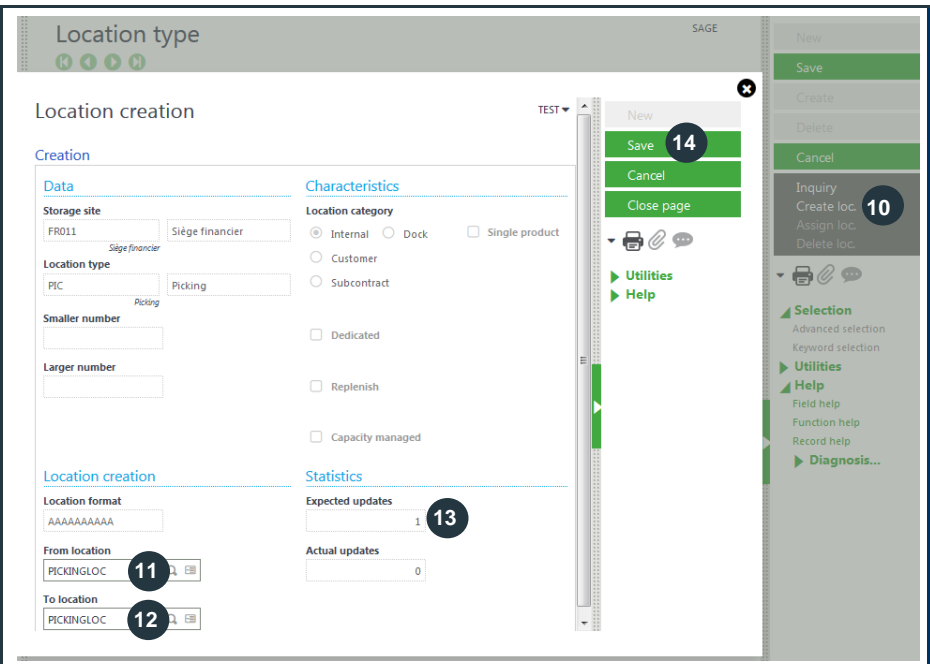 Location type
SAGE
New
Save
Create
Delete
Cancel
Inquiry
Create loc.
10
Assign loc.
Delete loc.
Selection
Advanced selection
Keyword selection
Utilities
Help
Field help
Function help
Record help
Diagnosis...
Location creation
TEST
New
Save
14
Cancel
Close page
Utilities
Help
Creation
Data
Storage site
FR011
Siège financier
Siège financier
Location type
PIC
Picking
Picking
Smaller number
Larger number
Characteristics
Location category
Internal
Dock
Single product
Customer
Subcontract
Dedicated
Replenish
Capacity managed
Location creation
Location format
AAAAAAAAAA
From location
PICKINGLOC
11
To location
PICKINGLOC
12
Statistics
Expected updates
1
13
Actual updates
0